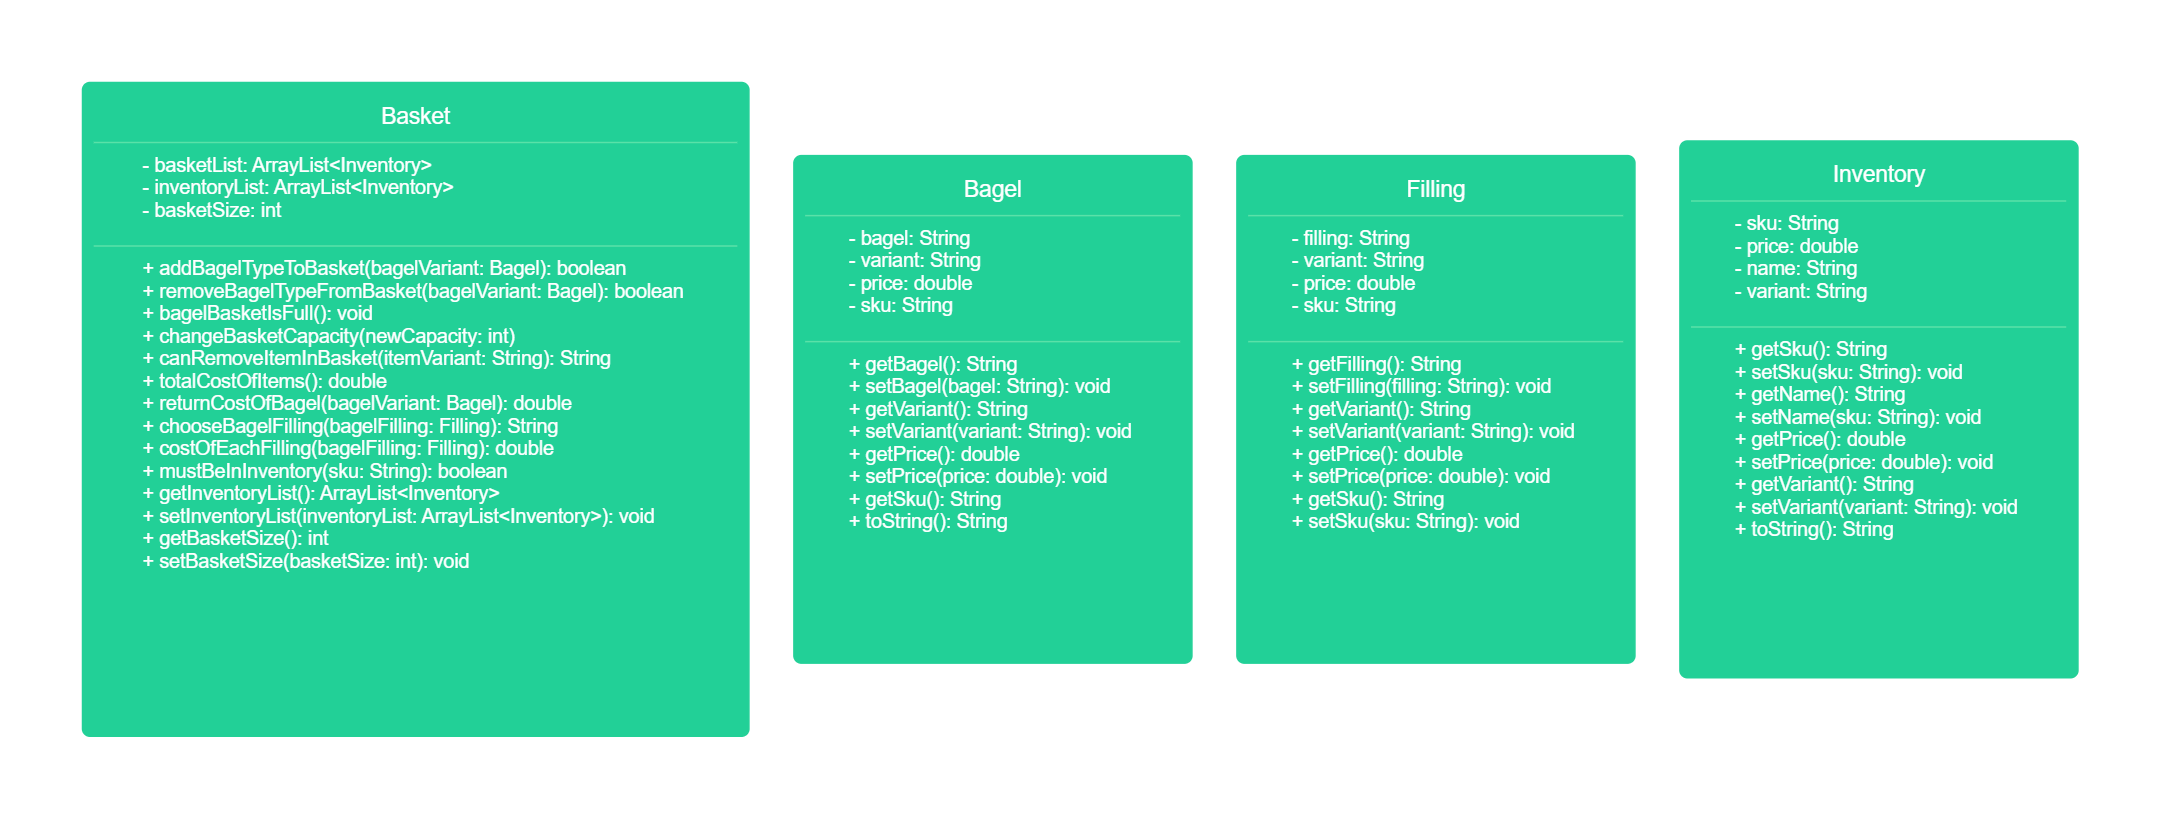 Basket
- basketList: ArrayList<Inventory>
- inventoryList: ArrayList<Inventory>
- basketSize: int
+ addBagelTypeToBasket(bagelVariant: Bagel): boolean
+ removeBagelTypeFromBasket(bagelVariant: Bagel): boolean
+ bagelBasketIsFull(): void
+ changeBasketCapacity(newCapacity: int)
+ canRemoveItemInBasket(itemVariant: String): String
+ totalCostOfItems(): double
+ returnCostOfBagel(bagelVariant: Bagel): double
+ chooseBagelFilling(bagelFilling: Filling): String
+ costOfEachFilling(bagelFilling: Filling): double
+ mustBeInInventory(sku: String): boolean
+ getInventoryList(): ArrayList<Inventory>
+ setInventoryList(inventoryList: ArrayList<Inventory>): void
+ getBasketSize(): int
+ setBasketSize(basketSize: int): void
Bagel
- bagel: String
- variant: String
- price: double
- sku: String
+ getBagel(): String
+ setBagel(bagel: String): void
+ getVariant(): String
+ setVariant(variant: String): void
+ getPrice(): double
+ setPrice(price: double): void
+ getSku(): String
+ toString(): String
Filling
- filling: String
- variant: String
- price: double
- sku: String
+ getFilling(): String
+ setFilling(filling: String): void
+ getVariant(): String
+ setVariant(variant: String): void
+ getPrice(): double
+ setPrice(price: double): void
+ getSku(): String
+ setSku(sku: String): void
Inventory
- sku: String
- price: double
- name: String
- variant: String
+ getSku(): String
+ setSku(sku: String): void
+ getName(): String
+ setName(sku: String): void
+ getPrice(): double
+ setPrice(price: double): void
+ getVariant(): String
+ setVariant(variant: String): void
+ toString(): String